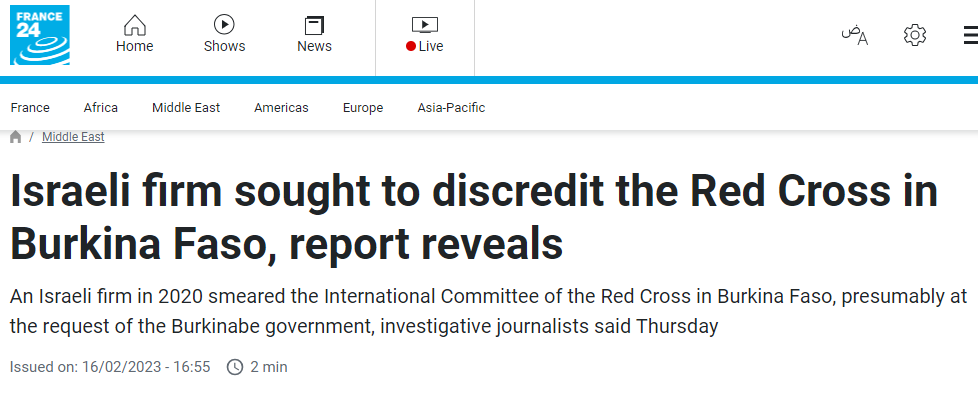 FRANCE
24
Home
Shows
News
Live
ض A
France
Africa
Middle East
Americas
Europe
Asia-Pacific
/ Middle East
Israeli firm sought to discredit the Red Cross in
Burkina Faso, report reveals
An Israeli firm in 2020 smeared the International Committee of the Red Cross in Burkina Faso, presumably at
the request of the Burkinabe government, investigative journalists said Thursday
Issued on: 16/02/2023 - 16:55 2 min